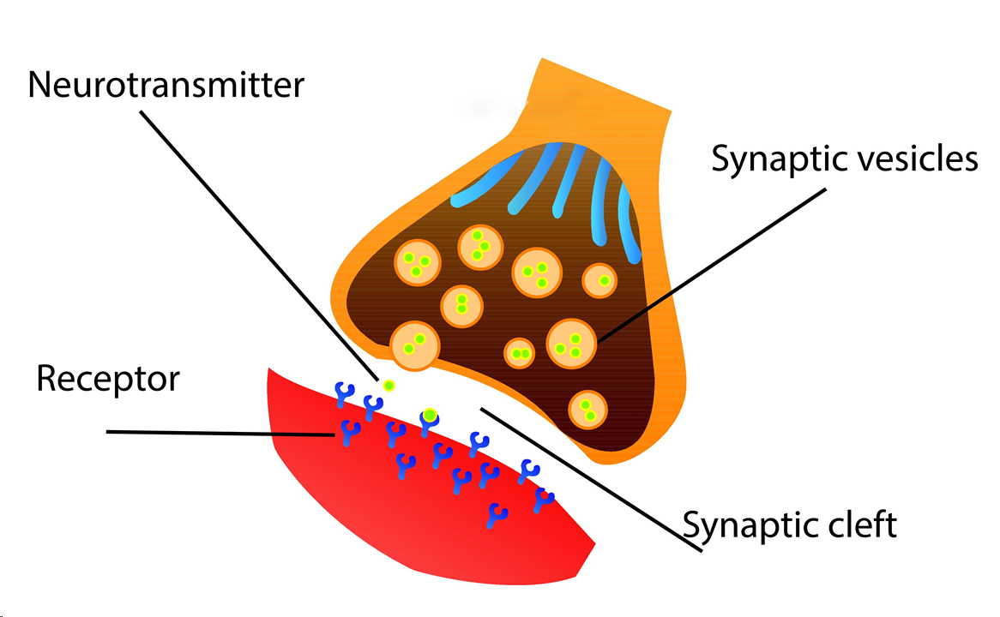 Neurotransmitter
Synaptic vesicles
Receptor
Synaptic cleft